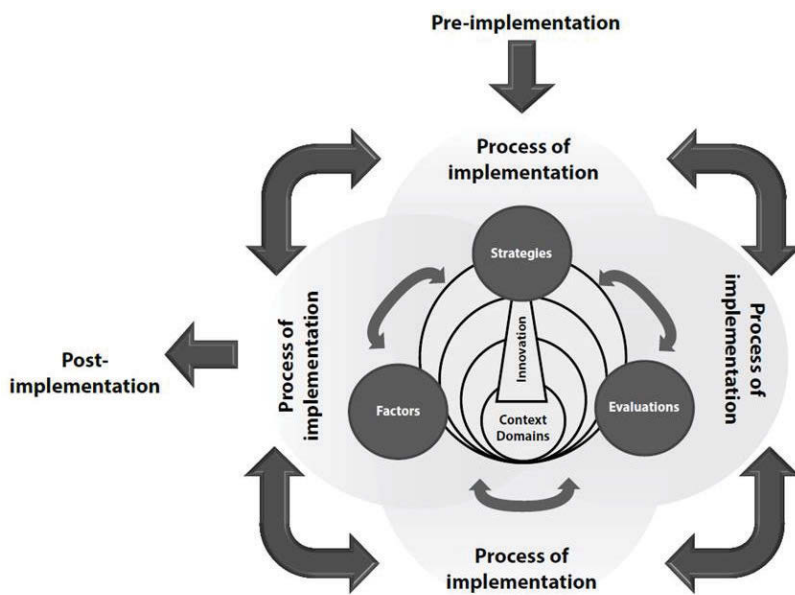 Pre-implementation
Process of
implementation
Strategies
Process of
implementation
Innovation
Process of
implementation
Post-
implementation
Factors
Evaluations
Context
Domains
Process of
implementation